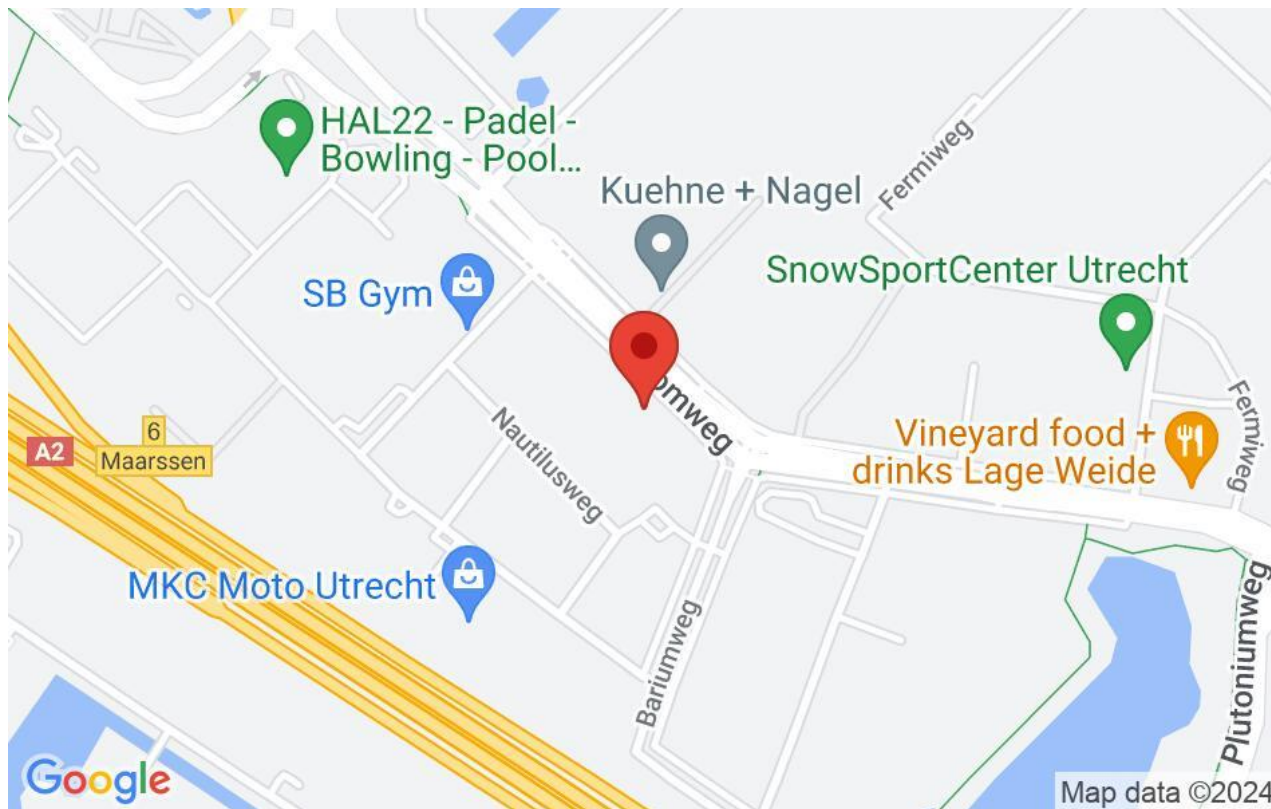 HAL22 - Padel -
Bowling - Pool...
Kuehne + Nagel
Fermiweg
SnowSportCenter Utrecht
SB Gym
omweg
Fermiweg
Vineyard food +
drinks Lage Weide
6
A2
Maarssen
Nautilusweg
MKC Moto Utrecht
Bariumweg
Plutoniumweg
Google
Map data ©2024